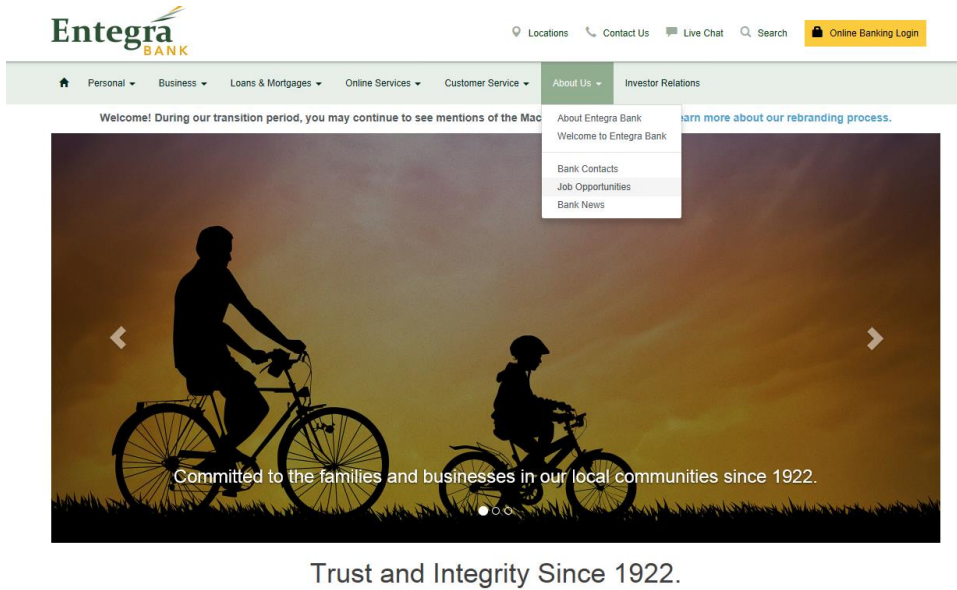 Entegra
BANK
Locations Contact Us Live Chat Search Online Banking Login
Personal Business Loans & Mortgages Online Services Customer Service About Us Investor Relations
Welcome! During our transition period, you may continue to see mentions of the Mac earn more about our rebranding process.
About Entegra Bank
Welcome to Entegra Bank
Bank Contacts
Job Opportunities
Bank News
Committed to the families and businesses in our local communities since 1922.
Trust and Integrity Since 1922.